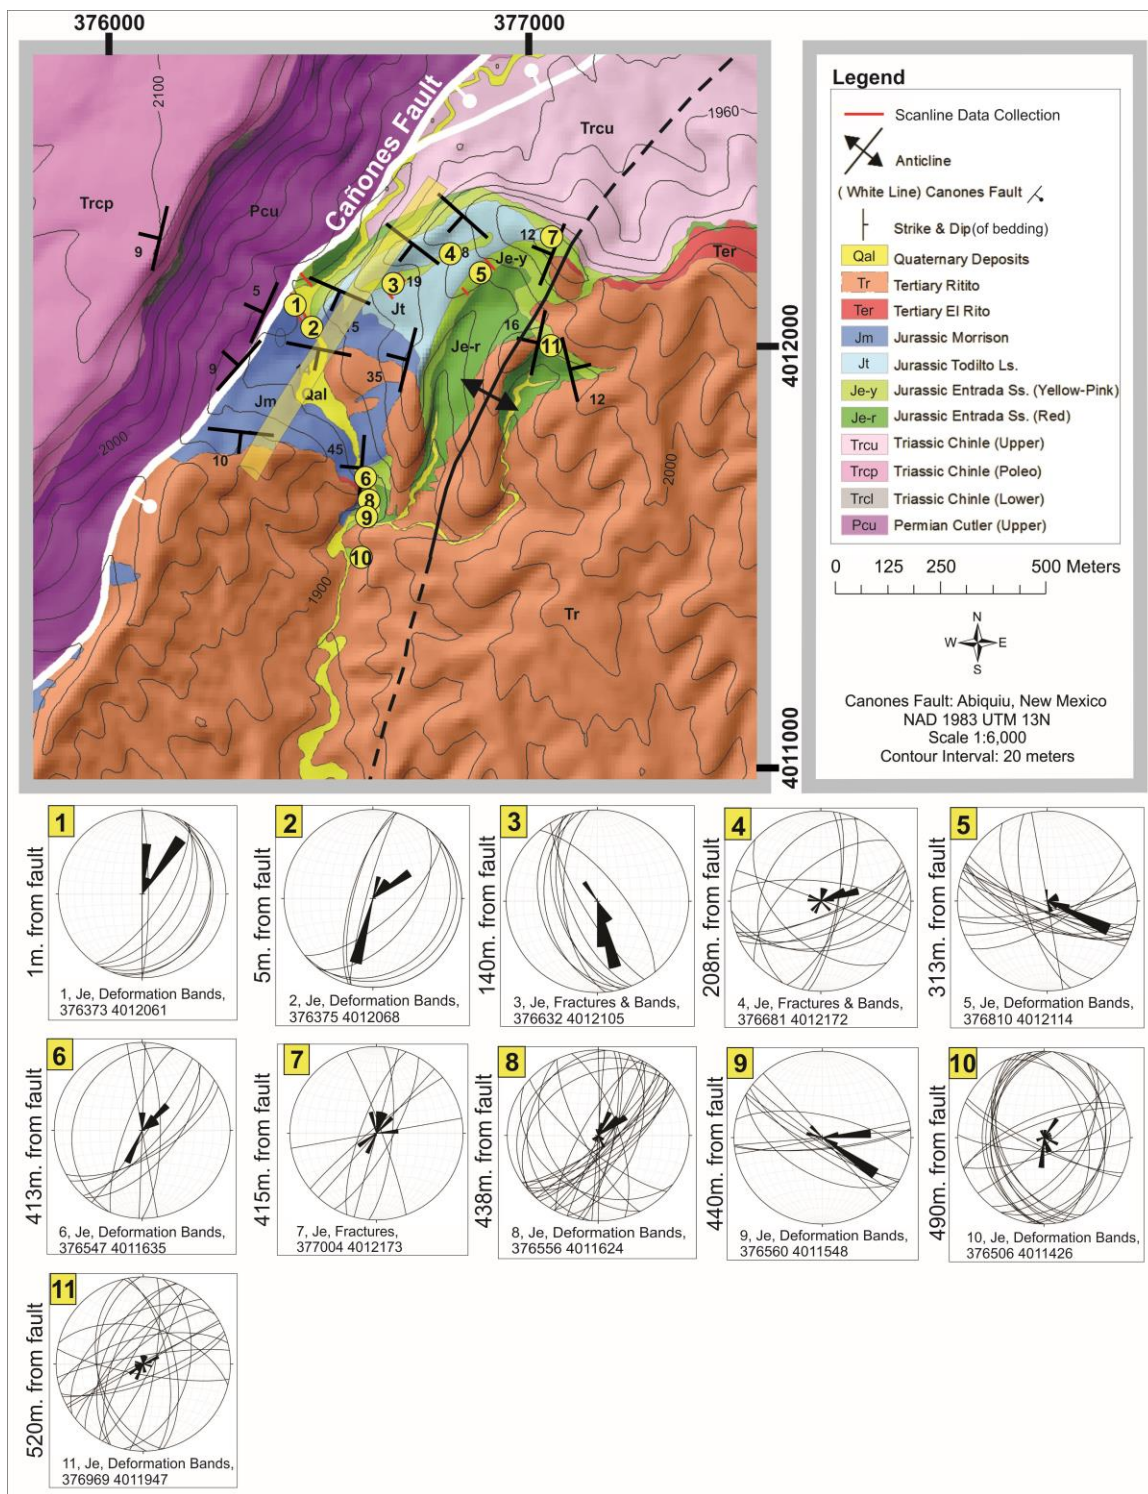 376000
377000
2100
1960
Cañones Fault
Trcu
Trcp
Pcu
9
12
7
Ter
4
8
Je-y
5
3
19
5
1
Jt
2
5
16
Je-r
11
4012000
9
35
Jm
Qal
12
2000
45
10
6
2000
8
9
10
1900
Tr
4011000
Legend
Scanline Data Collection
Anticline
( White Line) Canones Fault
Strike & Dip(of bedding)
Qal Quaternary Deposits
Tr Tertiary Ritito
Ter Tertiary El Rito
Jm Jurassic Morrison
Jt Jurassic Todilto Ls.
Je-y Jurassic Entrada Ss. (Yellow-Pink)
Je-r Jurassic Entrada Ss. (Red)
Trcu Triassic Chinle (Upper)
Trcp Triassic Chinle (Poleo)
Trcl Triassic Chinle (Lower)
Pcu Permian Cutler (Upper)
0 125 250 500 Meters
N
W E
S
Canones Fault: Abiquiu, New Mexico
NAD 1983 UTM 13N
Scale 1:6,000
Contour Interval: 20 meters
1
1m. from fault
1, Je, Deformation Bands,
376373 4012061
2
5m. from fault
2, Je, Deformation Bands,
376375 4012068
3
140m. from fault
3, Je, Fractures & Bands,
376632 4012105
4
208m. from fault
4, Je, Fractures & Bands,
376681 4012172
5
313m. from fault
5, Je, Deformation Bands,
376810 4012114
6
413m. from fault
6, Je, Deformation Bands,
376547 4011635
7
415m. from fault
7, Je, Fractures,
377004 4012173
8
438m. from fault
8, Je, Deformation Bands,
376556 4011624
9
440m. from fault
9, Je, Deformation Bands,
376560 4011548
10
490m. from fault
10, Je, Deformation Bands,
376506 4011426
11
520m. from fault
11, Je, Deformation Bands,
376969 4011947